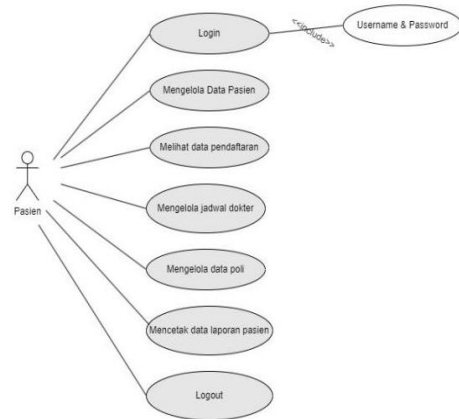 Login
<<include>>
Username & Password
Mengelola Data Pasien
Melihat data pendaftaran
Pasien
Mengelola jadwal dokter
Mengelola data poli
Mencetak data laporan pasien
Logout